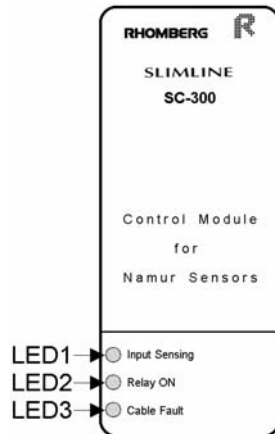 RHOMBERG R
SLIMLINE
SC-300
Control Module
for
Namur Sensors
LED1 Input Sensing
LED2 Relay ON
LED3 Cable Fault